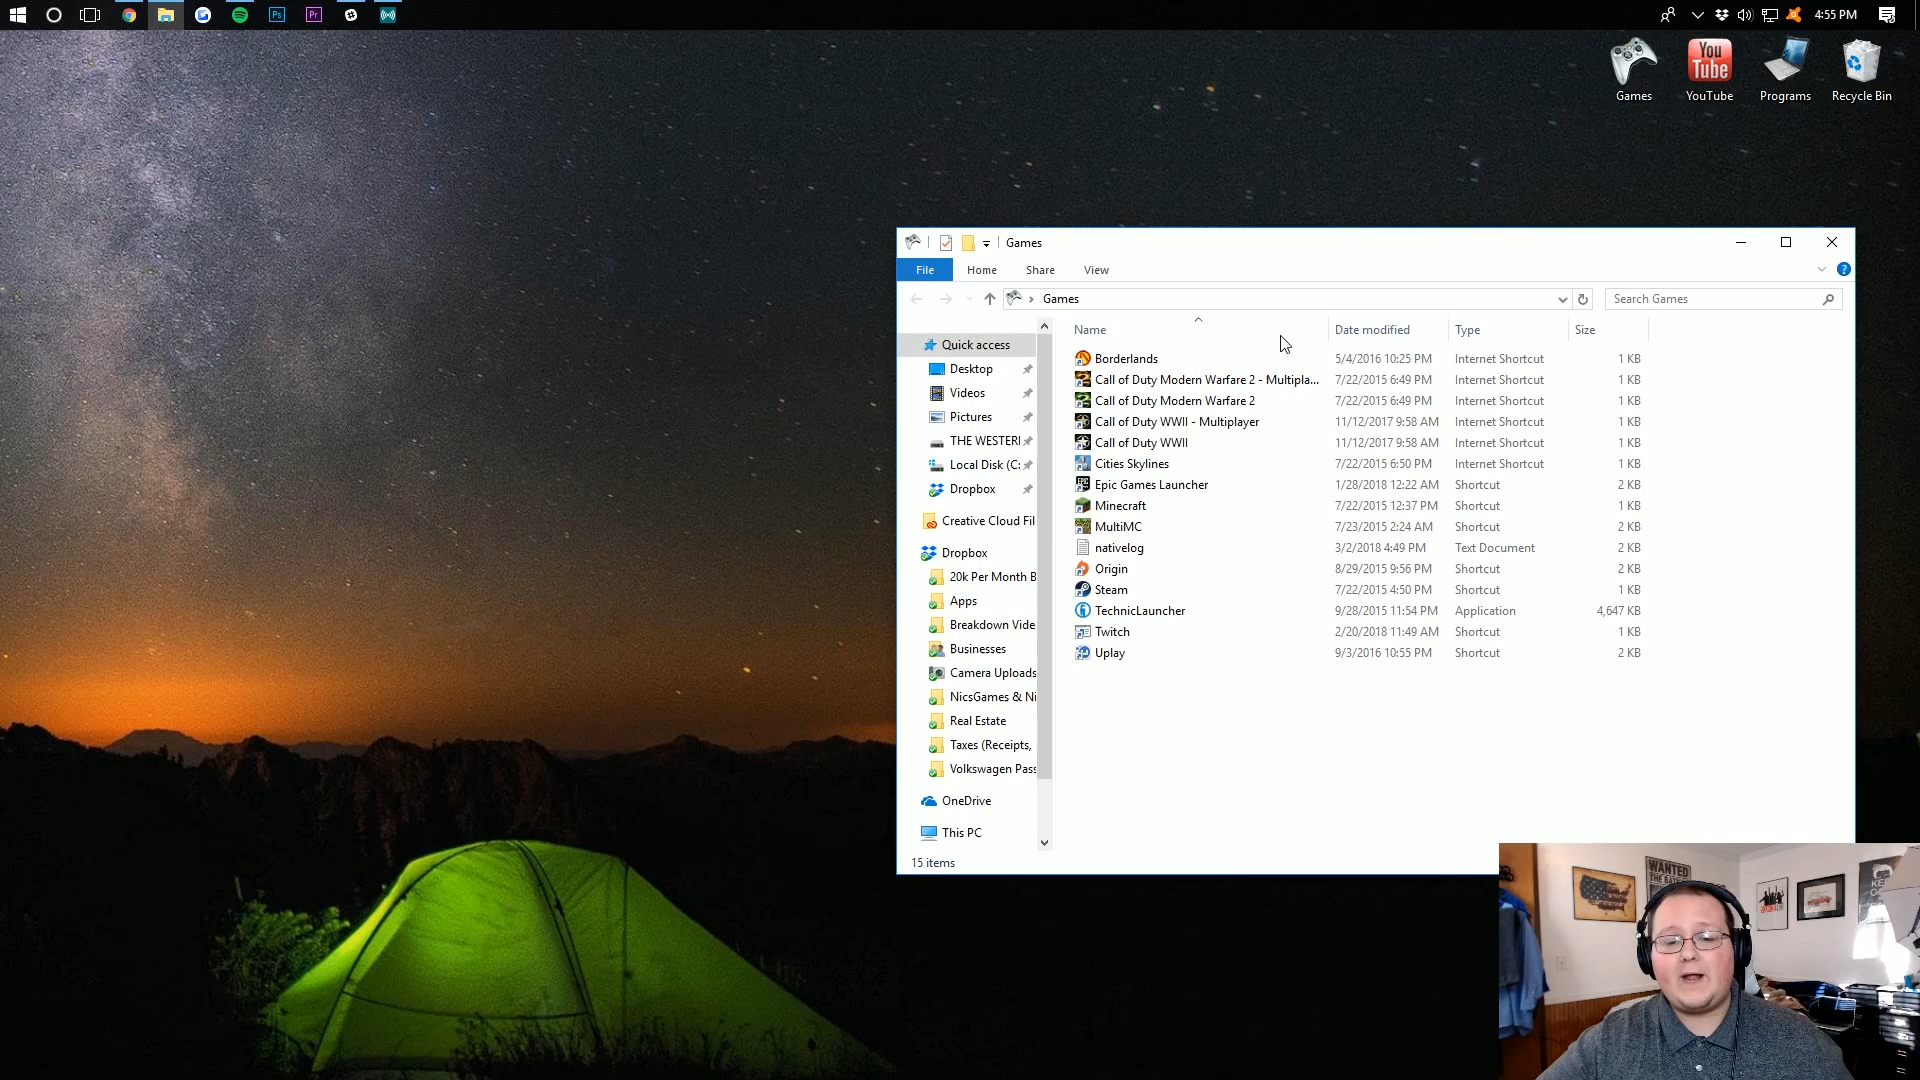 Ps
Pr
4:55 PM
Games
You
Tube
YouTube
Programs
Recycle Bin
Games
File
Home
Share
View
Games
Search Games
Name
Date modified
Type
Size
Quick access
Desktop
Videos
Pictures
THE WESTERN
Local Disk (C:
Dropbox
Creative Cloud Fil
Dropbox
20k Per Month B
Apps
Breakdown Vide
Businesses
Camera Uploads
NicsGames & Ni
Real Estate
Taxes (Receipts,
Volkswagen Pass
OneDrive
This PC
Borderlands 5/4/2016 10:25 PM Internet Shortcut 1 KB
Call of Duty Modern Warfare 2 - Multipla... 7/22/2015 6:49 PM Internet Shortcut 1 KB
Call of Duty Modern Warfare 2 7/22/2015 6:49 PM Internet Shortcut 1 KB
Call of Duty WWII - Multiplayer 11/12/2017 9:58 AM Internet Shortcut 1 KB
Call of Duty WWII 11/12/2017 9:58 AM Internet Shortcut 1 KB
Cities Skylines 7/22/2015 6:50 PM Internet Shortcut 1 KB
Epic Games Launcher 1/28/2018 12:22 AM Shortcut 2 KB
Minecraft 7/22/2015 12:37 PM Shortcut 1 KB
MultiMC 7/23/2015 2:24 AM Shortcut 2 KB
nativelog 3/2/2018 4:49 PM Text Document 2 KB
Origin 8/29/2015 9:56 PM Shortcut 2 KB
Steam 7/22/2015 4:50 PM Shortcut 1 KB
TechnicLauncher 9/28/2015 11:54 PM Application 4,647 KB
Twitch 2/20/2018 11:49 AM Shortcut 1 KB
Uplay 9/3/2016 10:55 PM Shortcut 2 KB
15 items
WANTED